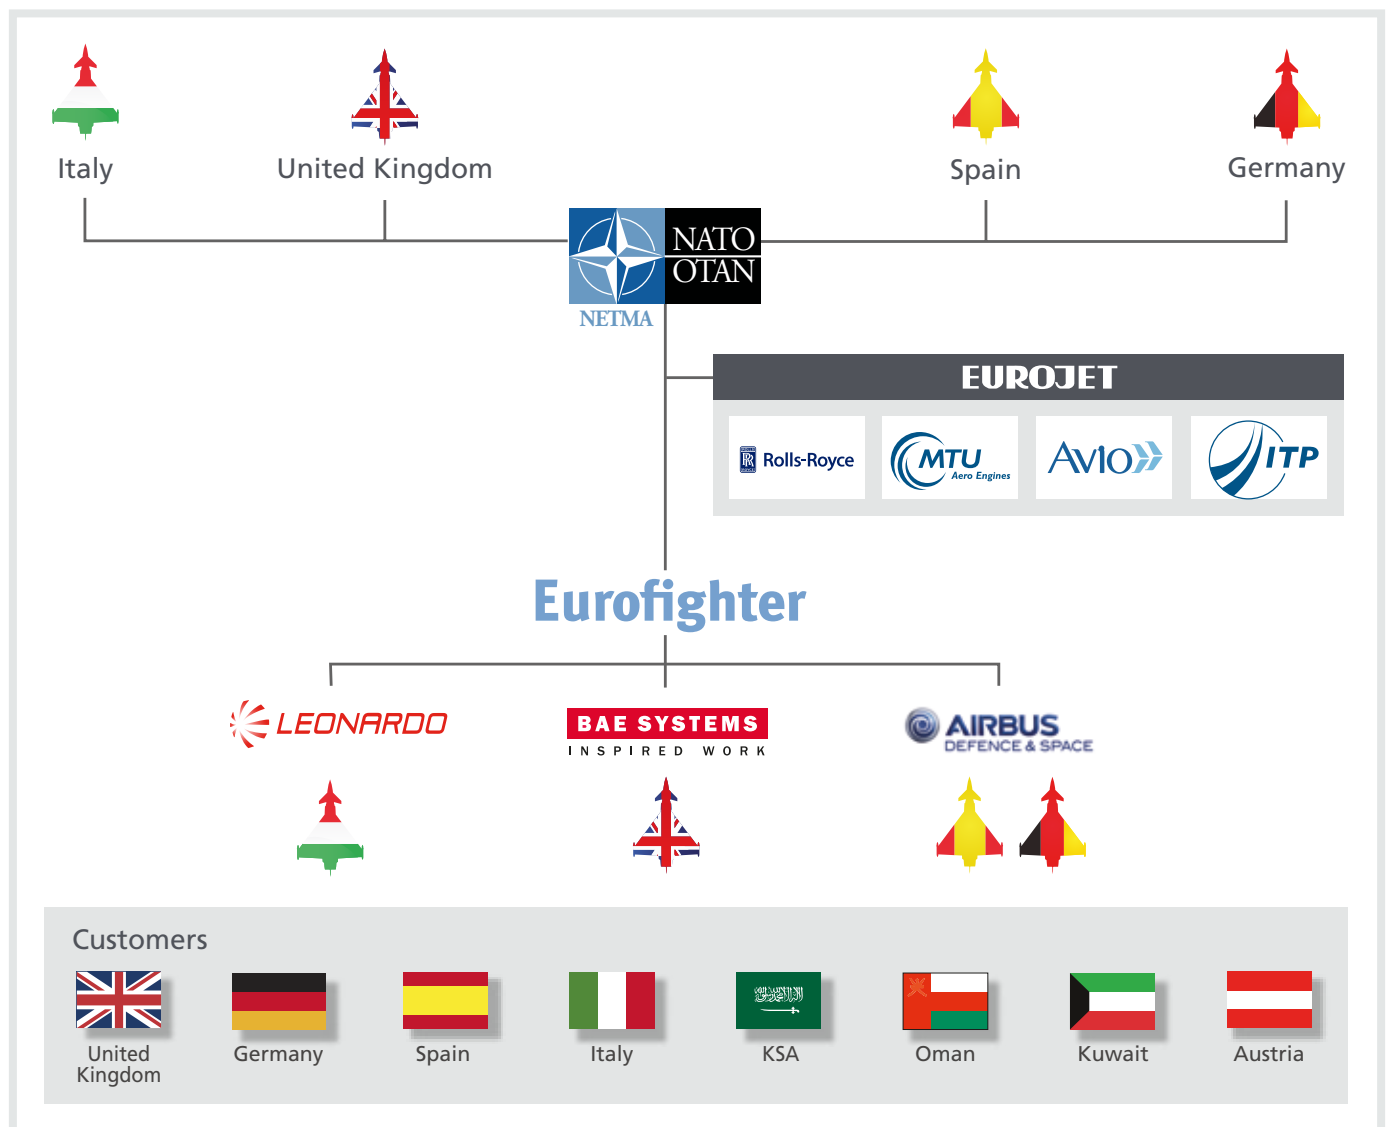 Italy
United Kingdom
Spain
Germany
NATO
OTAN
NETMA
EUROJET
Rolls-Royce
MTU
Aero Engines
AVIO
ITP
Eurofighter
LEONARDO
BAE SYSTEMS
INSPIRED WORK
AIRBUS
DEFENCE & SPACE
Customers
United
Kingdom
Germany
Spain
Italy
KSA
Oman
Kuwait
Austria